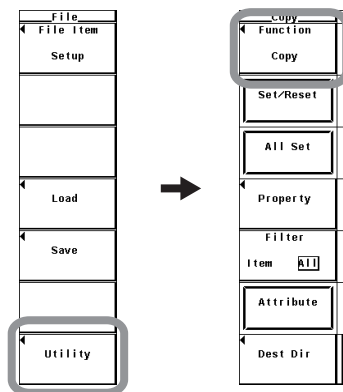 File
File Item
Setup
Load
Save
Utility
Copy
Function
Copy
Set/Reset
All Set
Property
Filter
Item All
Attribute
Dest Dir